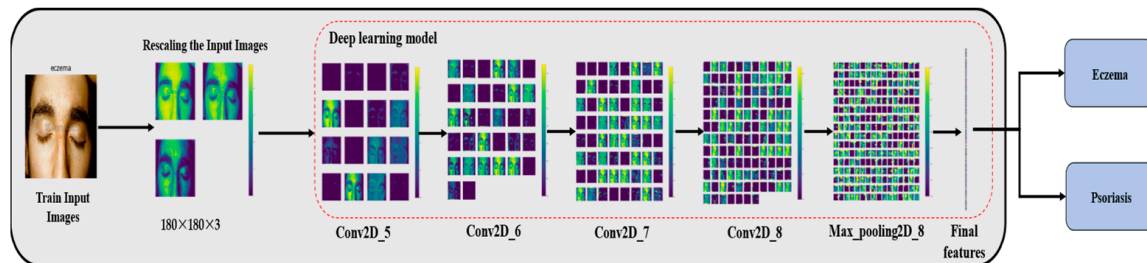 Rescaling the Input Images
Deep learning model
eczema
Train Input
Images
180×180×3
Conv2D_5
Conv2D_6
Conv2D_7
Conv2D_8
Max_pooling2D_8
Final
features
Eczema
Psoriasis